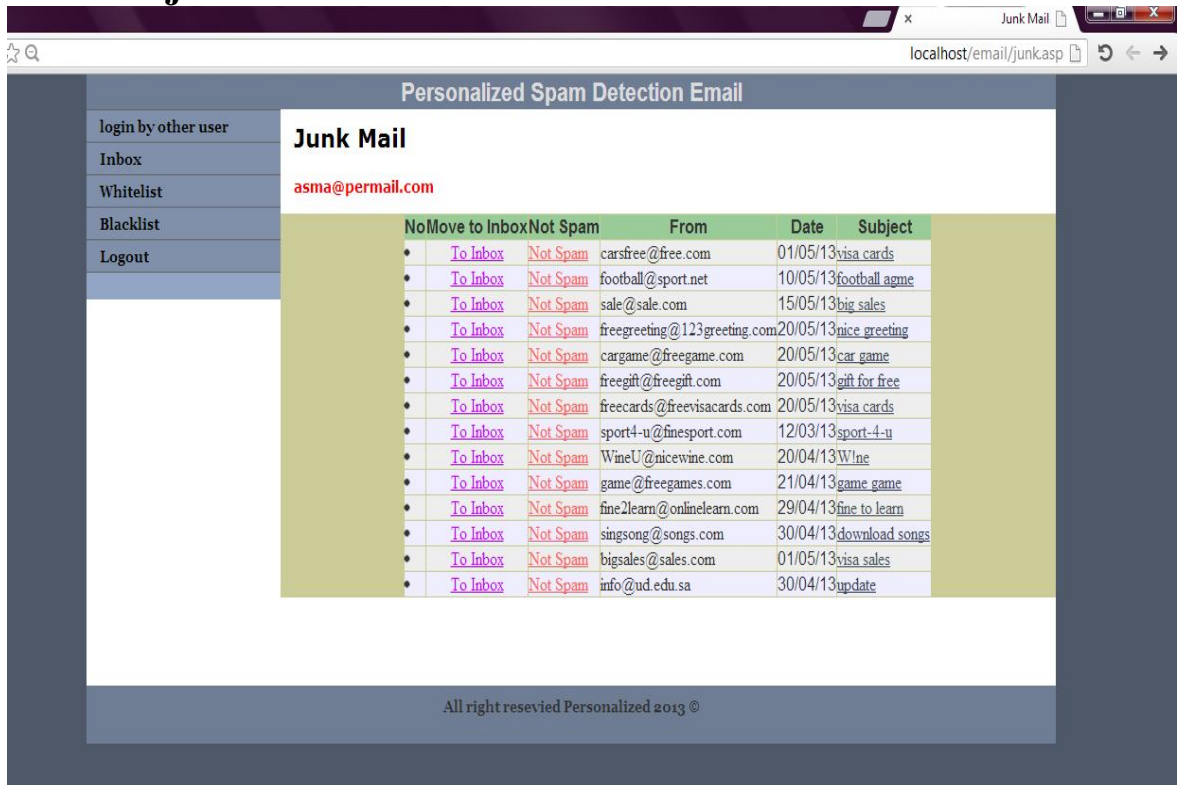 Junk Mail
localhost/email/junk.asp
Personalized Spam Detection Email
login by other user
Inbox
Whitelist
Blacklist
Logout
Junk Mail
asma@permail.com
No Move to Inbox Not Spam From Date Subject
To Inbox Not Spam carsfree@free.com 01/05/13 visa cards
To Inbox Not Spam football@sport.net 10/05/13 football agme
To Inbox Not Spam sale@sale.com 15/05/13 big sales
To Inbox Not Spam freegreeting@123greeting.com 20/05/13 nice greeting
To Inbox Not Spam cargame@freegame.com 20/05/13 car game
To Inbox Not Spam freegift@freegift.com 20/05/13 gift for free
To Inbox Not Spam freecards@freevisacards.com 20/05/13 visa cards
To Inbox Not Spam sport4-u@finesport.com 12/03/13 sport-4-u
To Inbox Not Spam WineU@nicewine.com 20/04/13 W!ne
To Inbox Not Spam game@freegames.com 21/04/13 game game
To Inbox Not Spam fine2learn@onlinelearn.com 29/04/13 fine to learn
To Inbox Not Spam singsong@songs.com 30/04/13 download songs
To Inbox Not Spam bigsales@sales.com 01/05/13 visa sales
To Inbox Not Spam info@ud.edu.sa 30/04/13 update
All right resevied Personalized 2013 ©